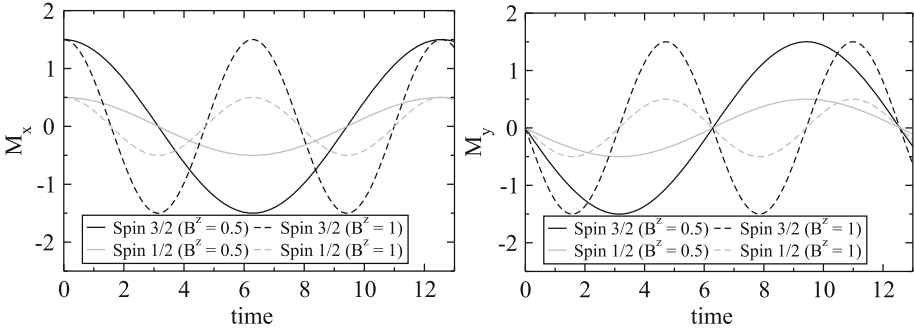 M_x
2
1
0
-1
-2
Spin 3/2 (B^z = 0.5) Spin 3/2 (B^z = 1)
Spin 1/2 (B^z = 0.5) Spin 1/2 (B^z = 1)
0 2 4 6 8 10 12
time
M_y
2
1
0
-1
-2
Spin 3/2 (B^z = 0.5) Spin 3/2 (B^z = 1)
Spin 1/2 (B^z = 0.5) Spin 1/2 (B^z = 1)
0 2 4 6 8 10 12
time